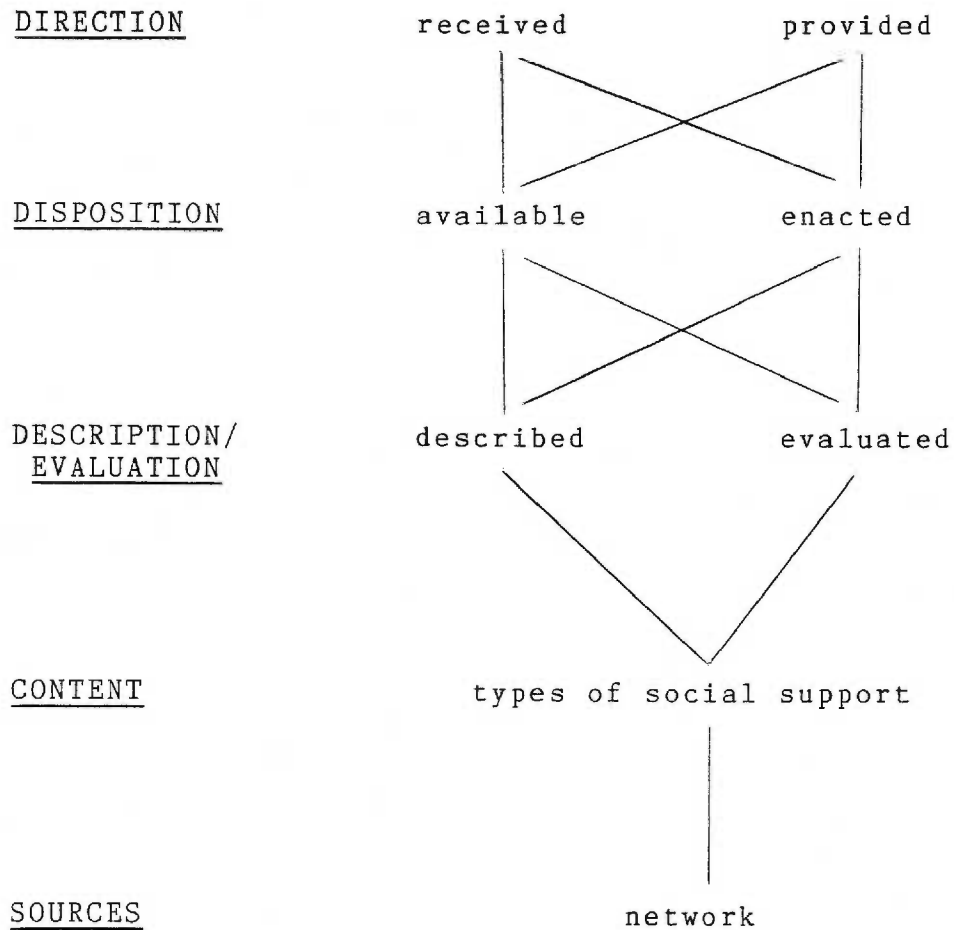 DIRECTION received provided
DISPOSITION available enacted
DESCRIPTION/ described evaluated
EVALUATION
CONTENT types of social support
SOURCES network